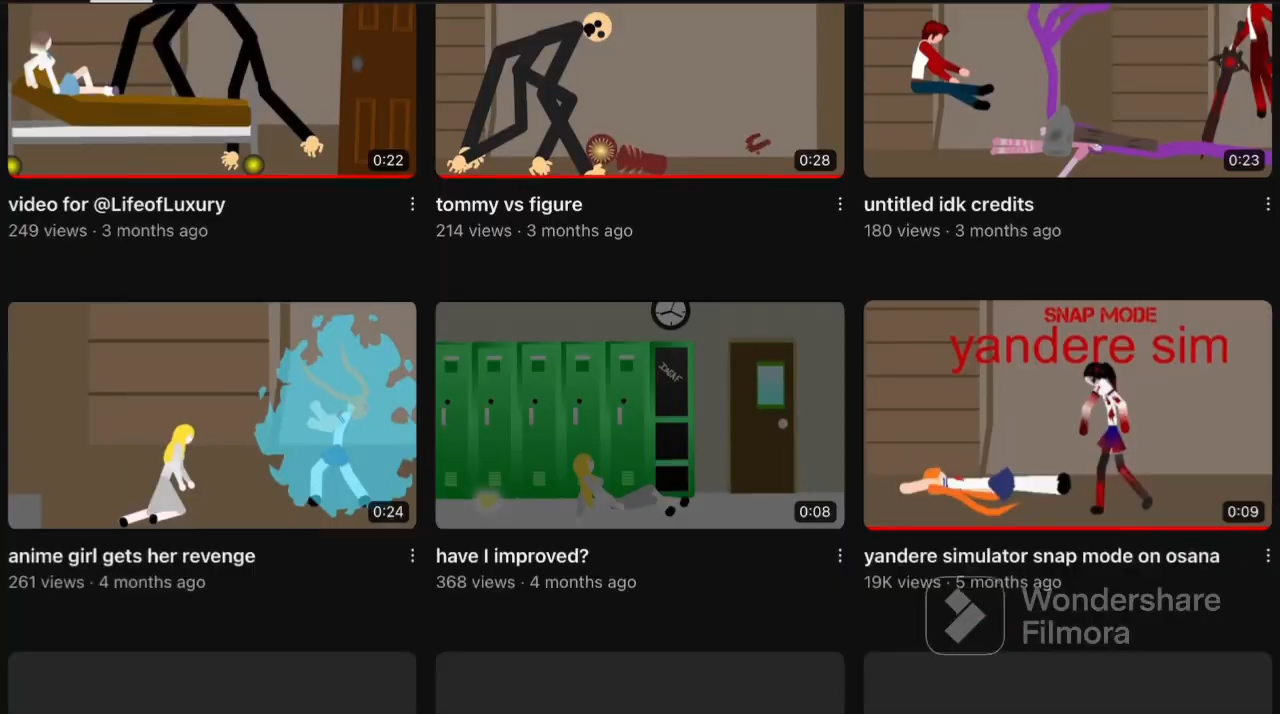 0:22
0:28
0:23
video for @LifeofLuxury
tommy vs figure
untitled idk credits
249 views · 3 months ago
214 views · 3 months ago
180 views · 3 months ago
SNAP MODE
yandere sim
0:24
0:08
0:09
anime girl gets her revenge
have I improved?
yandere simulator snap mode on osana
261 views · 4 months ago
368 views · 4 months ago
19K views · 5 months ago
Wondershare
Filmora